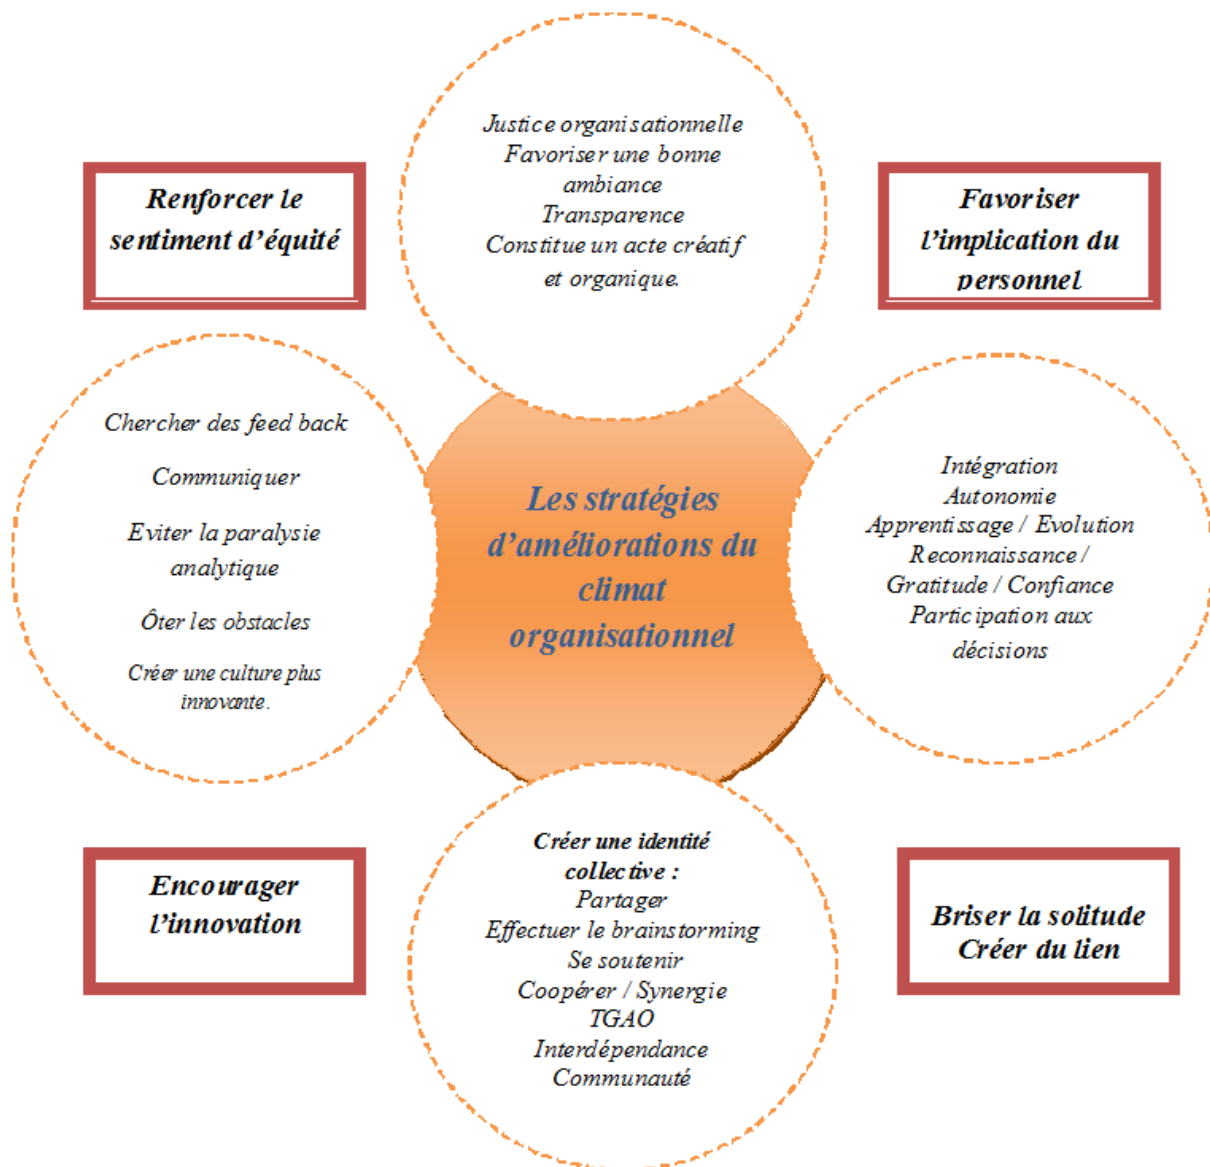 Justice organisationnelle
Favoriser une bonne
ambiance
Transparence
Constitue un acte créatif
et organique.
Renforcer le
sentiment d’équité
Favoriser
l’implication du
personnel
Chercher des feed back
Communiquer
Eviter la paralysie
analytique
Ôter les obstacles
Créer une culture plus
innovante.
Les stratégies
d’améliorations du
climat
organisationnel
Intégration
Autonomie
Apprentissage / Evolution
Reconnaissance /
Gratitude / Confiance
Participation aux
décisions
Encourager
l’innovation
Créer une identité
collective :
Partager
Effectuer le brainstorming
Se soutenir
Coopérer / Synergie
TGAO
Interdépendance
Communauté
Briser la solitude
Créer du lien